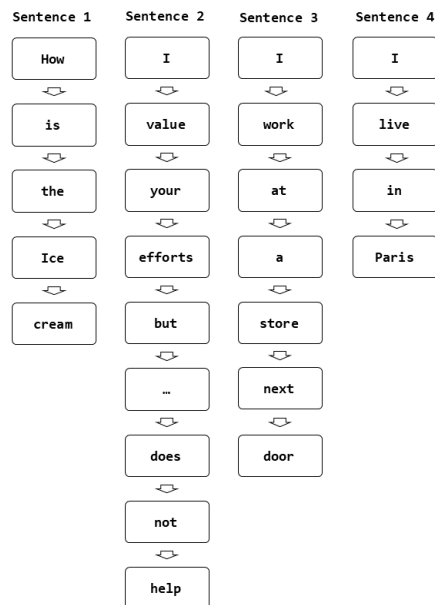 Sentence 1
How
is
the
Ice
cream
Sentence 2
I
value
your
efforts
but
…
does
not
help
Sentence 3
I
work
at
a
store
next
door
Sentence 4
I
live
in
Paris